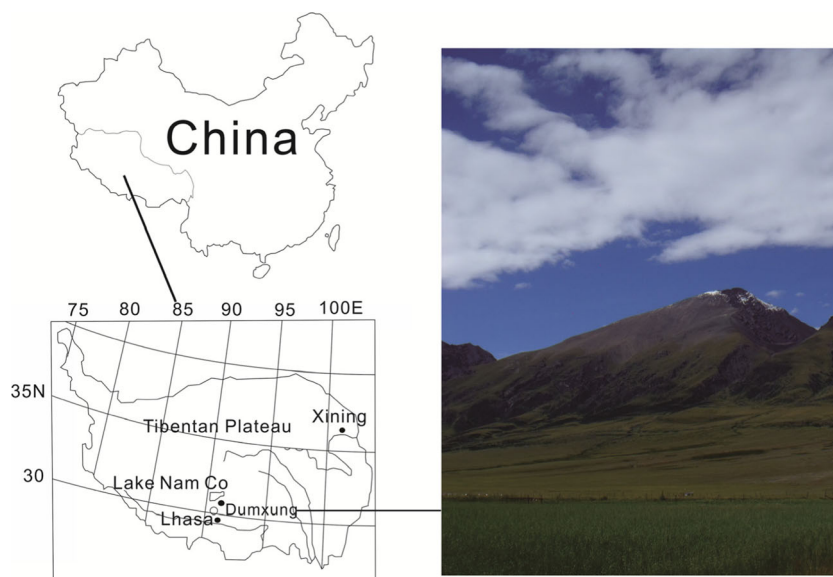 China
75 80 85 90 95 100E
35N
Xining
Tibentan Plateau
30
Lake Nam Co
Dumxung
Lhasa